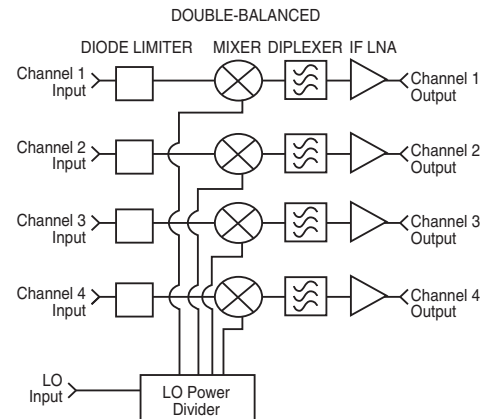 DOUBLE-BALANCED
DIODE LIMITER MIXER DIPLEXER IF LNA
Channel 1
Input
Channel 1
Output
Channel 2
Input
Channel 2
Output
Channel 3
Input
Channel 3
Output
Channel 4
Input
Channel 4
Output
LO
Input
LO Power
Divider